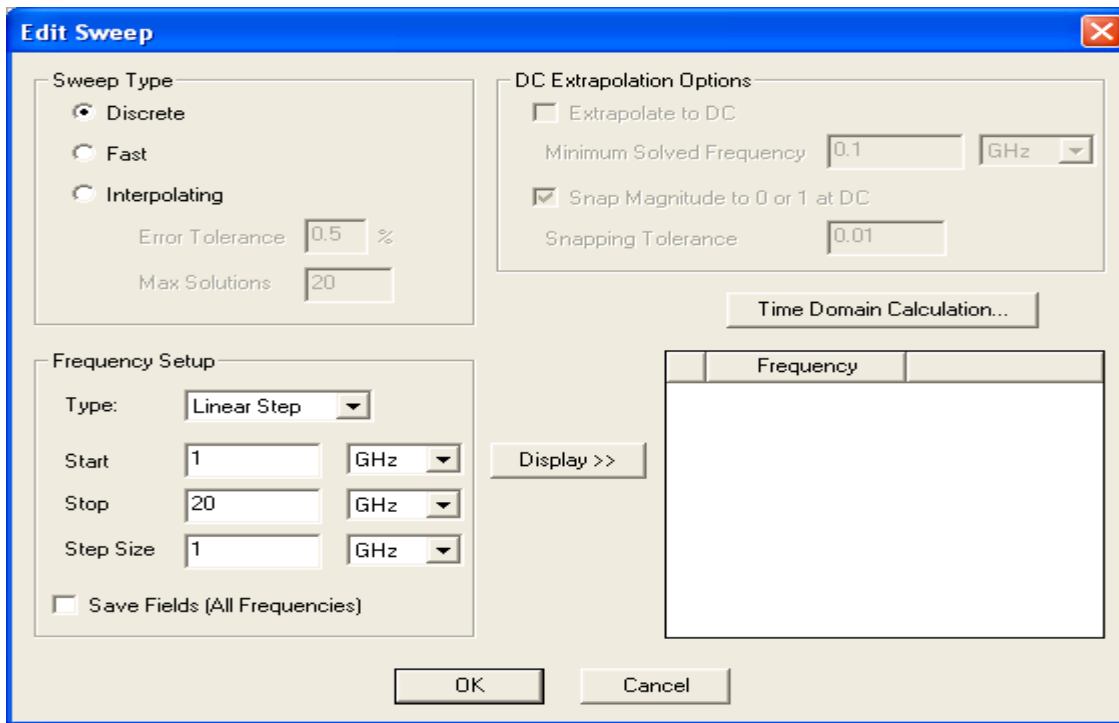 Edit Sweep
Sweep Type
Discrete
Fast
Interpolating
Error Tolerance 0.5 %
Max Solutions 20
DC Extrapolation Options
Extrapolate to DC
Minimum Solved Frequency 0.1 GHz
Snap Magnitude to 0 or 1 at DC
Snapping Tolerance 0.01
Time Domain Calculation...
Frequency Setup
Type: Linear Step
Start 1 GHz
Stop 20 GHz
Step Size 1 GHz
Save Fields (All Frequencies)
Display >>
Frequency
OK Cancel